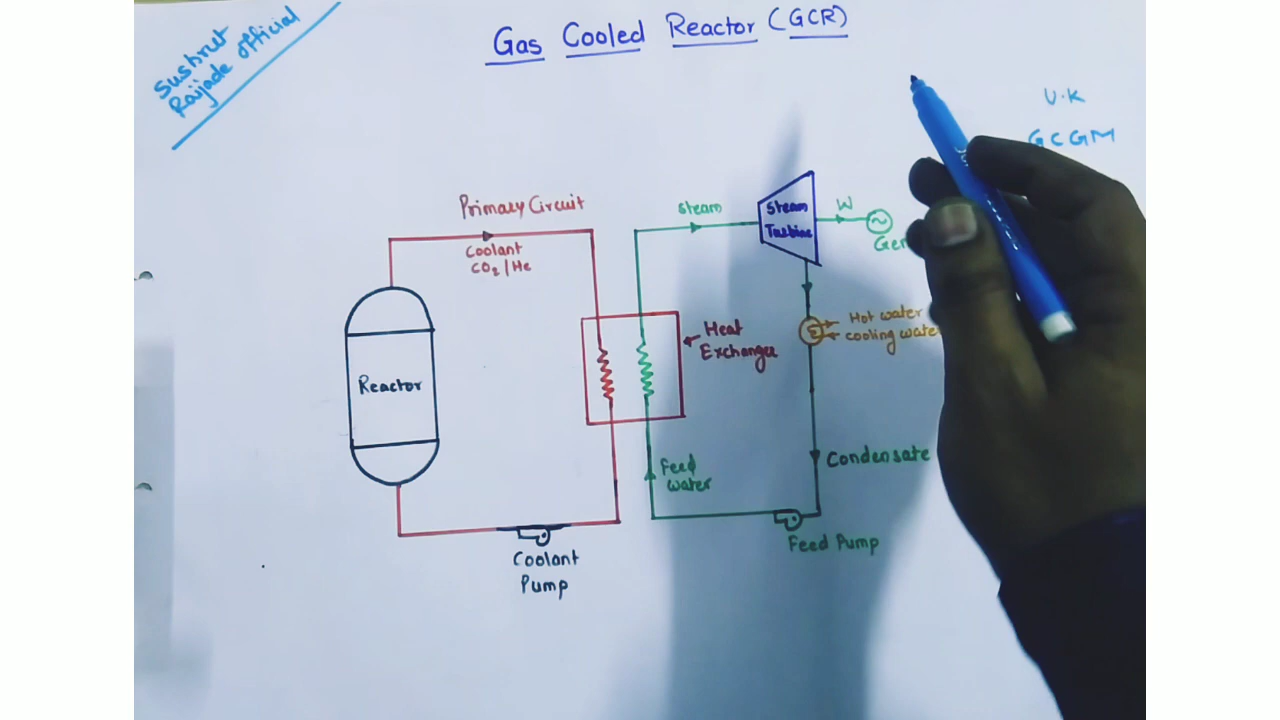 Sushrut
Raijade official
Gas Cooled Reactor (GCR)
U.K
GCGM
Primary Circuit
Coolant
CO₂/He
Steam
Steam
Turbine
W
Reactor
Heat
Exchanger
Hot water
Feed
water
Condensate
Coolant
Pump
Feed Pump
cooling